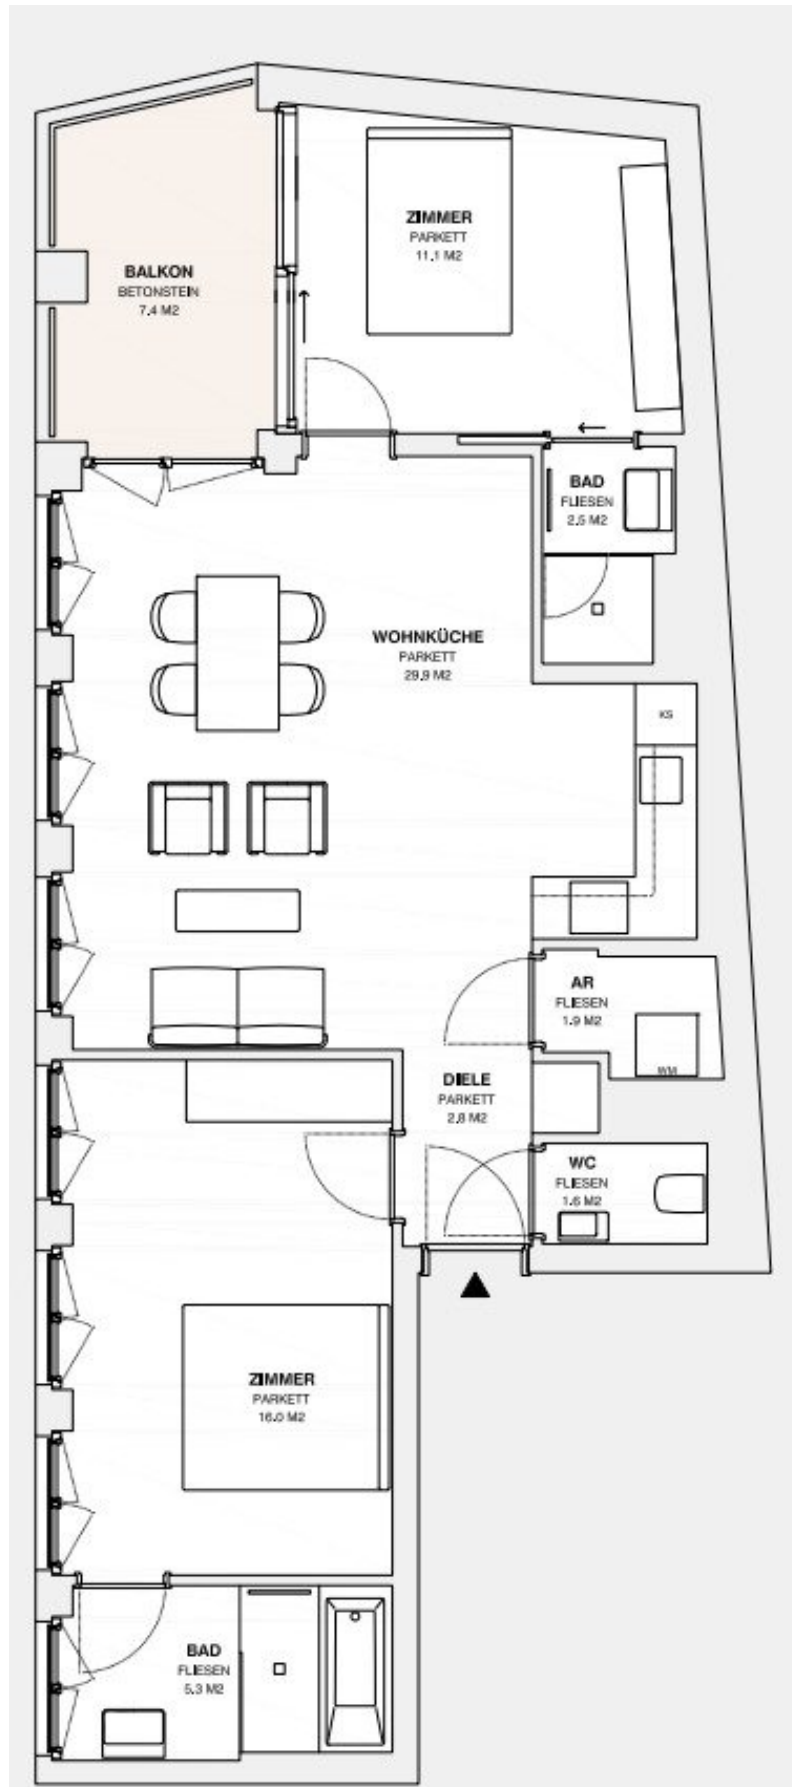 ZIMMER
PARKETT
11.1 M2
BALKON
BETONSTEIN
7.4 M2
BAD
FLIESEN
2.5 M2
WOHNKÜCHE
PARKETT
29.9 M2
KS
AR
FLIESEN
1.9 M2
WM
DIELE
PARKETT
2.8 M2
WC
FLIESEN
1.6 M2
ZIMMER
PARKETT
16.0 M2
BAD
FLIESEN
5.3 M2